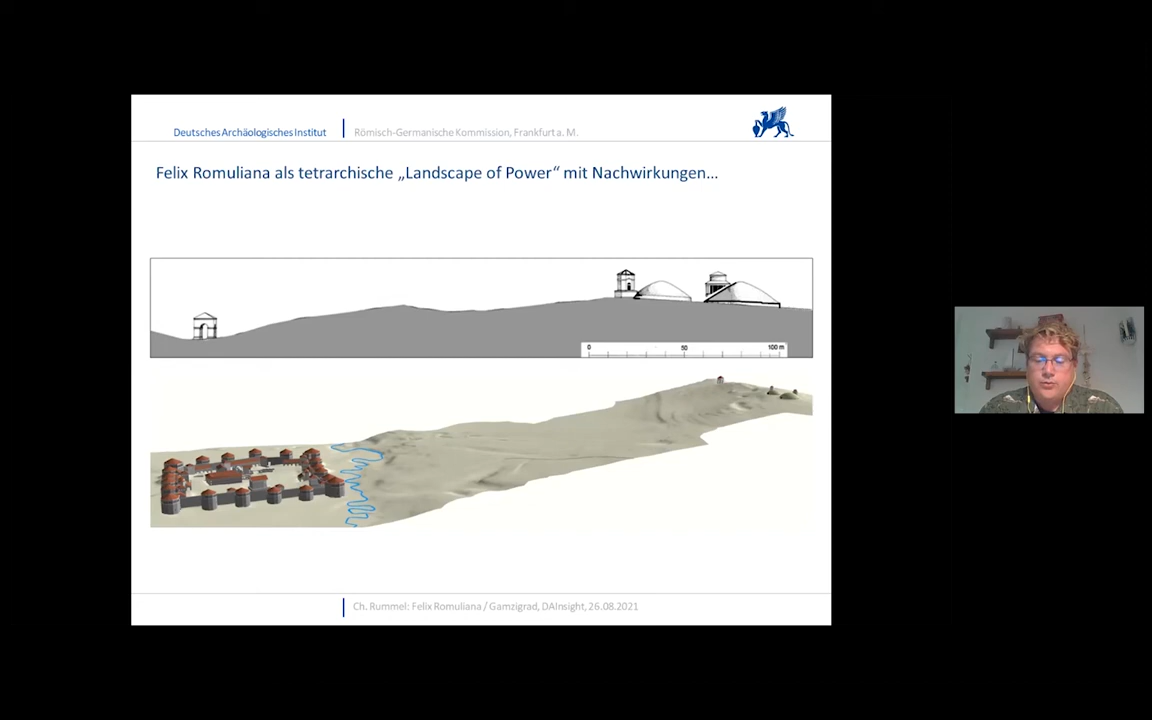 Deutsches Archäologisches Institut
Römisch-Germanische Kommission, Frankfurt a. M.
Felix Romuliana als tetrarchische „Landscape of Power“ mit Nachwirkungen...
0 50 100 m
Ch. Rummel: Felix Romuliana / Gamzigrad, DAInsight, 26.08.2021